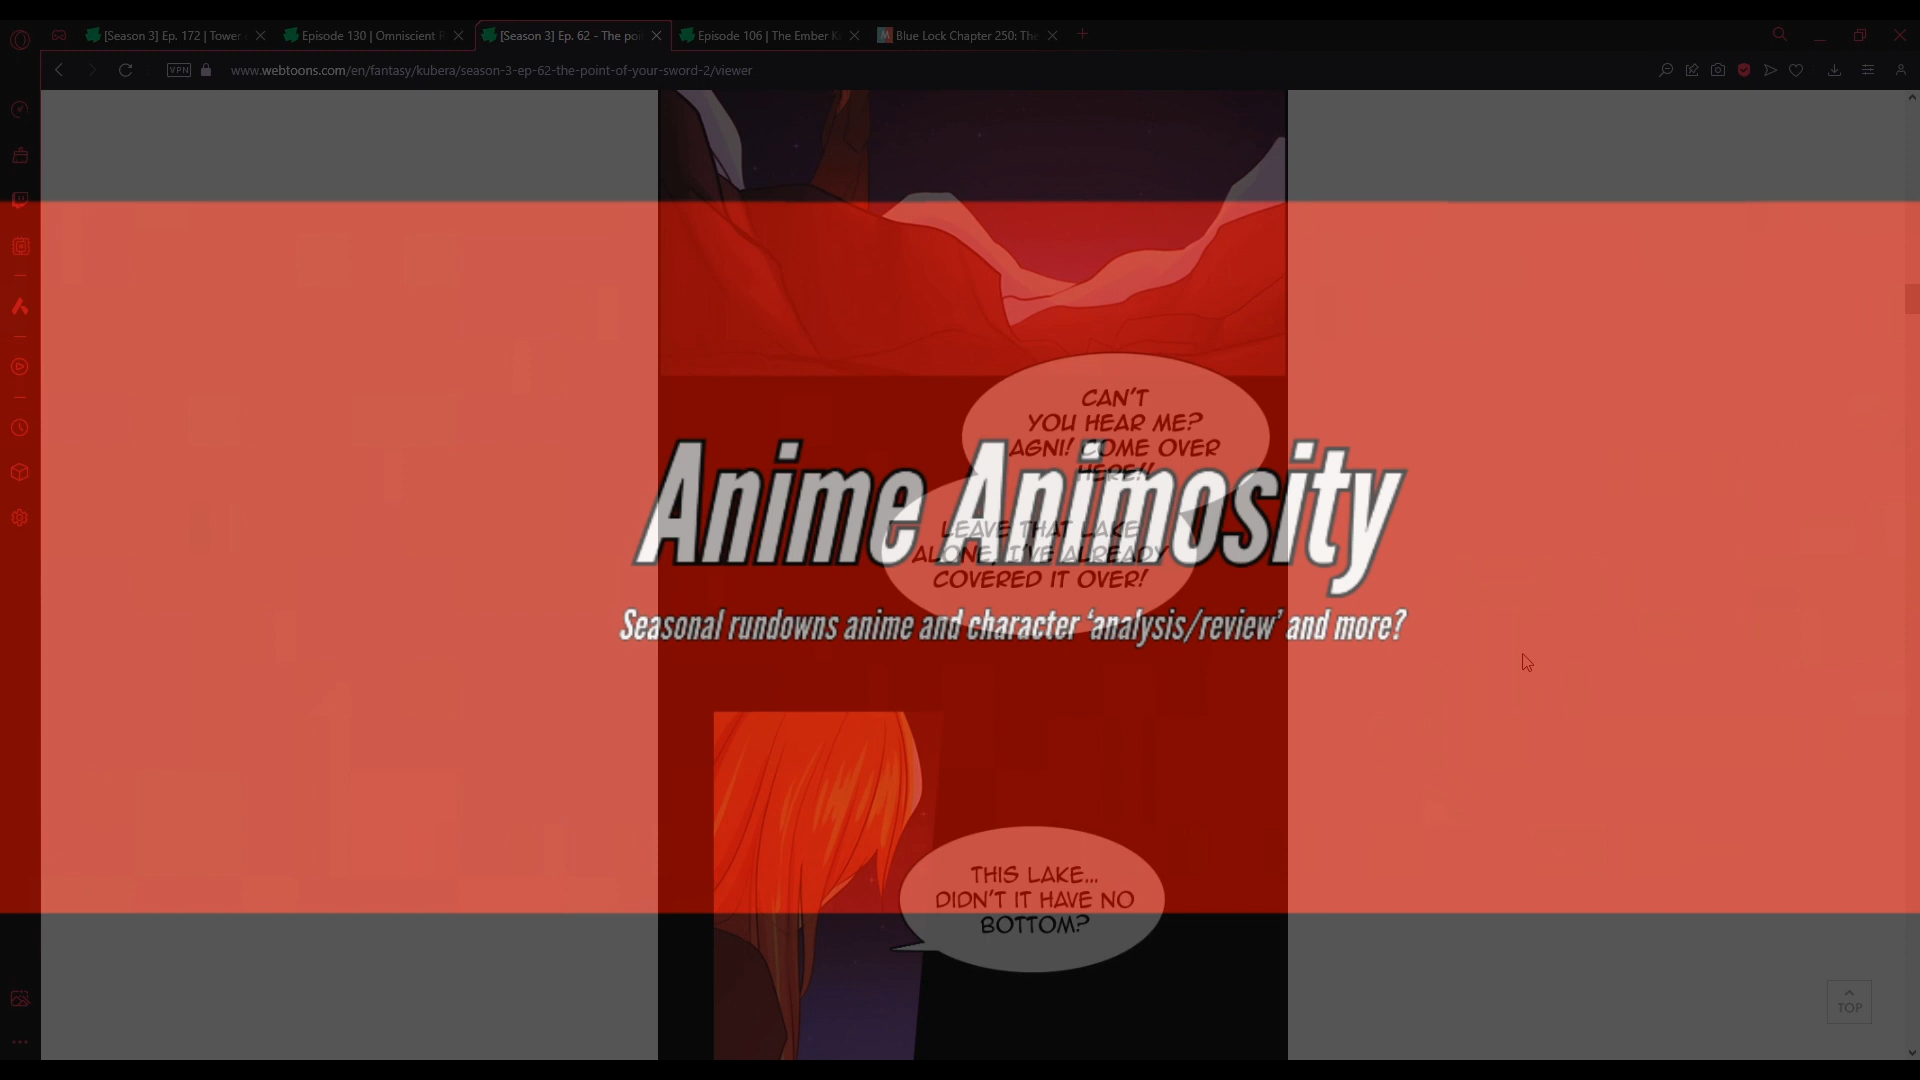 [Season 3] Ep. 172 | Tower
Episode 130 | Omniscient R
[Season 3] Ep. 62 - The poi
Episode 106 | The Ember K
Blue Lock Chapter 250: The
VPN
www.webtoons.com/en/fantasy/kubera/season-3-ep-62-the-point-of-your-sword-2/viewer
CAN'T
YOU HEAR ME?
AGNI! COME OVER
HERE!!
Anime Animosity
LEAVE THAT LAKE
ALONE, I'VE ALREADY
COVERED IT OVER!
Seasonal rundowns anime and character 'analysis/review' and more?
THIS LAKE...
DIDN'T IT HAVE NO
BOTTOM?
TOP